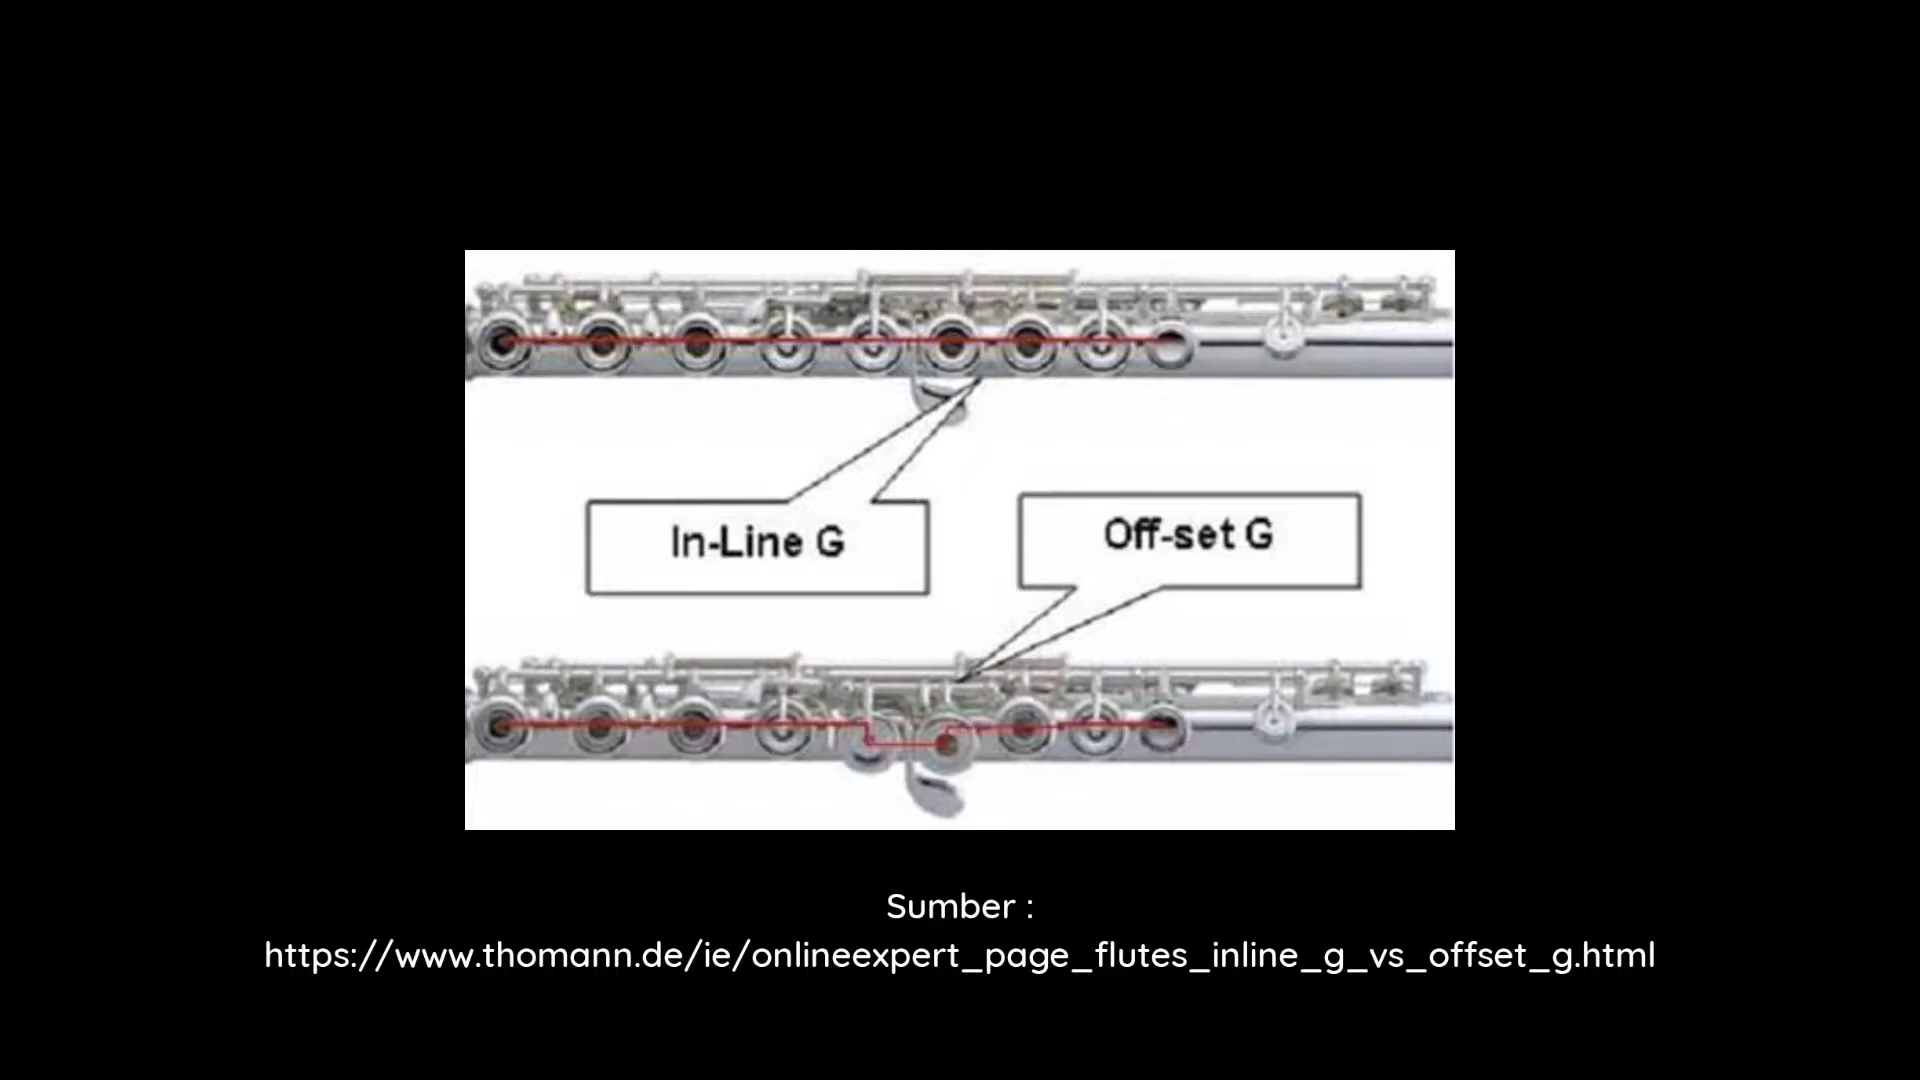 In-Line G
Off-set G
Sumber :
https://www.thomann.de/ie/onlineexpert_page_flutes_inline_g_vs_offset_g.html